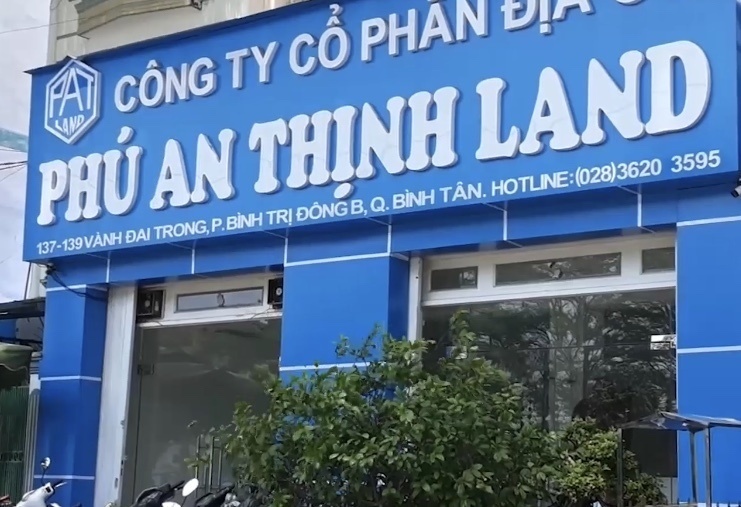 PAT
LAND
CÔNG TY CỔ PHẦN ĐỊA
PHÚ AN THỊNH LAND
137-139 VÀNH ĐAI TRONG, P. BÌNH TRỊ ĐÔNG B, Q. BÌNH TÂN. HOTLINE: (028)3620 3595